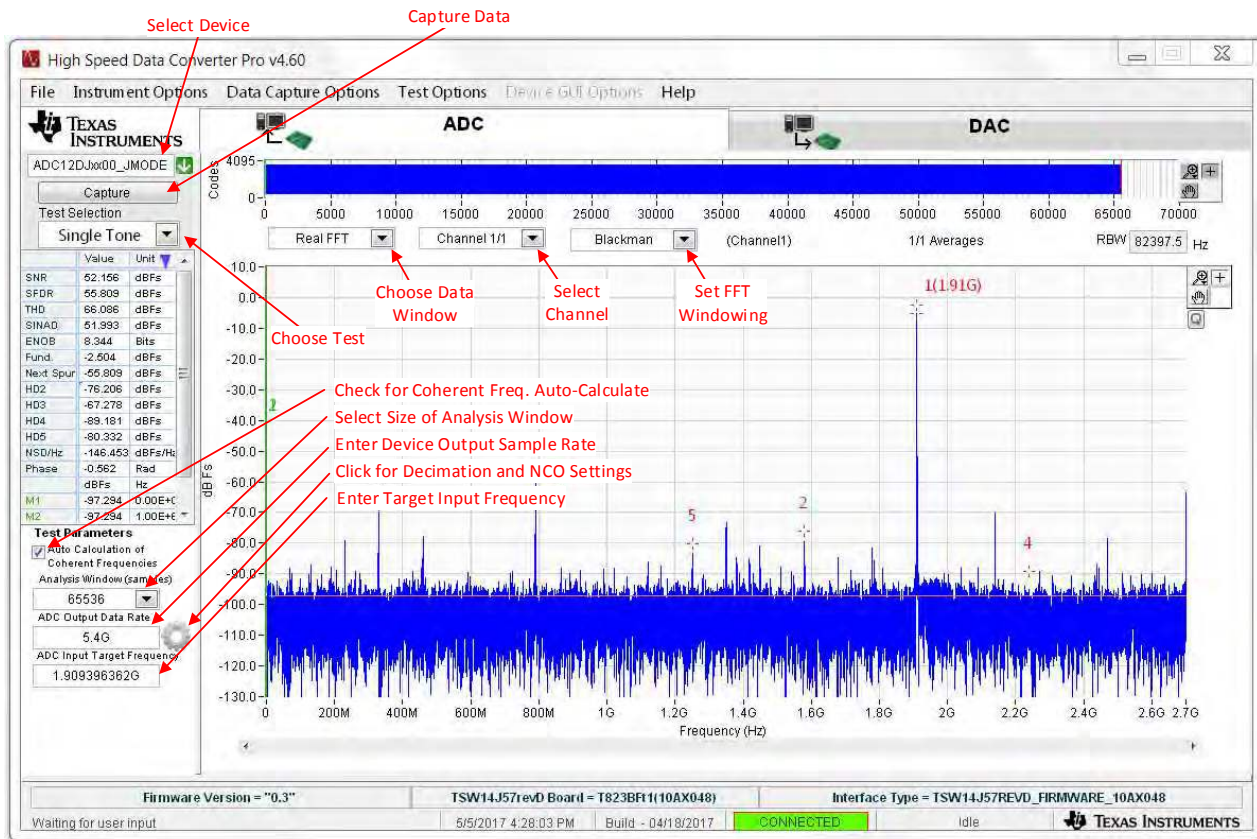 Select Device
Capture Data
High Speed Data Converter Pro v4.60
File Instrument Options Data Capture Options Test Options Device GUI Options Help
TEXAS INSTRUMENTS
ADC
DAC
ADC12DJxx00_JMODE
Capture
Test Selection
Single Tone
Codes
4095
0
0 5000 10000 15000 20000 25000 30000 35000 40000 45000 50000 55000 60000 65000 70000
Real FFT
Channel 1/1
Blackman
(Channel1)
1/1 Averages
RBW 82397.5 Hz
Value Unit
SNR 52.156 dBFs
SFDR 55.809 dBFs
THD 66.086 dBFs
SINAD 51.993 dBFs
ENOB 8.344 Bits
Fund. -2.504 dBFs
Next Spur -55.809 dBFs
HD2 -76.206 dBFs
HD3 -67.278 dBFs
HD4 -89.181 dBFs
HD5 -80.332 dBFs
NSD/Hz -146.453 dBFs/Hz
Phase -0.562 Rad
dBFs Hz
M1 -97.294 0.00E+0
M2 -97.294 1.00E+6
Choose Data Window
Select Channel
Set FFT Windowing
Choose Test
Check for Coherent Freq. Auto-Calculate
Select Size of Analysis Window
Enter Device Output Sample Rate
Click for Decimation and NCO Settings
Enter Target Input Frequency
Test Parameters
Auto Calculation of
Coherent Frequencies
Analysis Window (samples)
65536
ADC Output Data Rate
5.4G
ADC Input Target Frequency
1.909396362G
dBFs
10.0
0.0
-10.0
-20.0
-30.0
-40.0
-50.0
-60.0
-70.0
-80.0
-90.0
-100.0
-110.0
-120.0
-130.0
1(1.91G)
5
2
4
0 200M 400M 600M 800M 1G 1.2G 1.4G 1.6G 1.8G 2G 2.2G 2.4G 2.6G 2.7G
Frequency (Hz)
Firmware Version = "0.3"
TSW14J57revD Board = T823BFt1(10AX048)
Interface Type = TSW14J57REVD_FIRMWARE_10AX048
Waiting for user input
5/5/2017 4:28:03 PM
Build - 04/18/2017
CONNECTED
Idle
TEXAS INSTRUMENTS